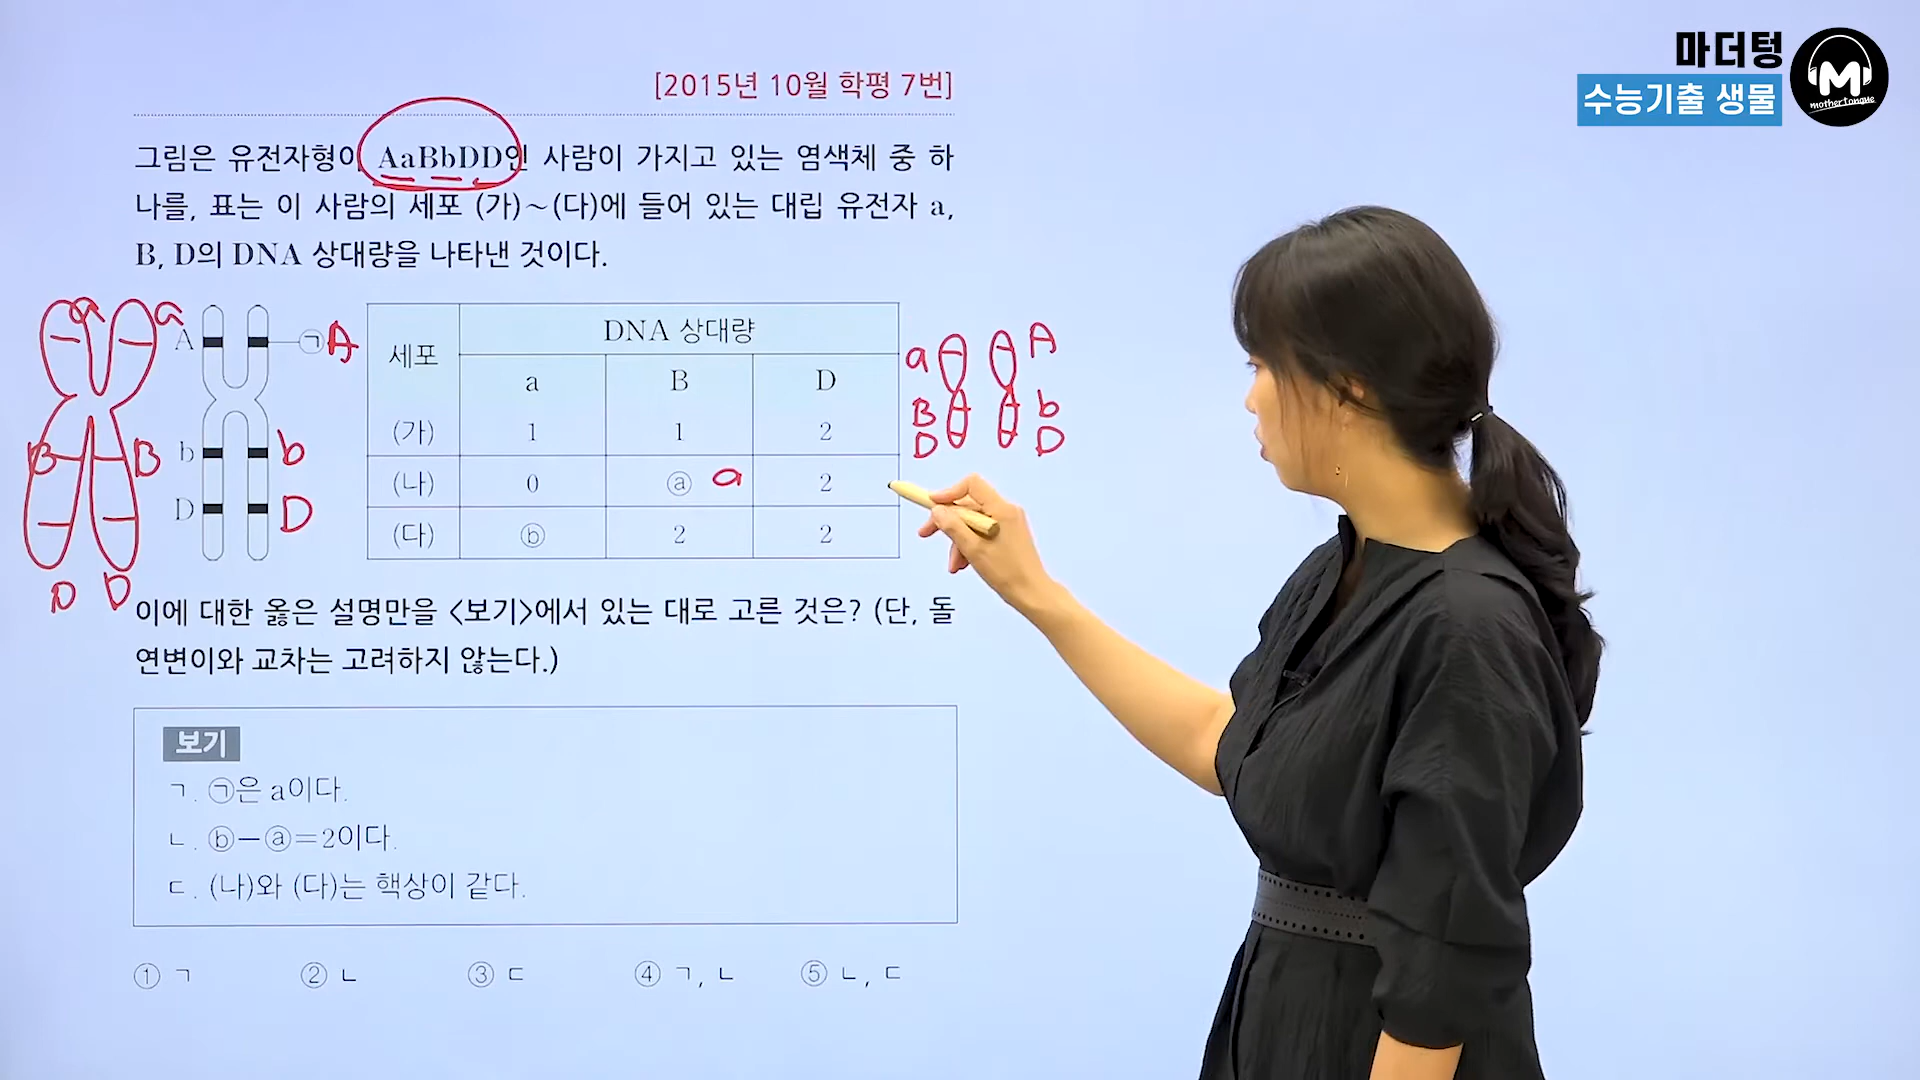 마더텅
수능기출 생물
M
mothertongue
[2015년 10월 학평 7번]
그림은 유전자형이 AaBbDD인 사람이 가지고 있는 염색체 중 하
나를, 표는 이 사람의 세포 (가)~(다)에 들어 있는 대립 유전자 a,
B, D의 DNA 상대량을 나타낸 것이다.
a a A ㉠ A
B B b b
D D
D D
세포 DNA 상대량
a B D
(가) 1 1 2
(나) 0 ⓐ a 2
(다) ⓑ 2 2
a A
B b
D D
이에 대한 옳은 설명만을 <보기>에서 있는 대로 고른 것은? (단, 돌
연변이와 교차는 고려하지 않는다.)
보기
ㄱ. ㉠은 a이다.
ㄴ. ⓑ－ⓐ=2이다.
ㄷ. (나)와 (다)는 핵상이 같다.
① ㄱ ② ㄴ ③ ㄷ ④ ㄱ, ㄴ ⑤ ㄴ, ㄷ